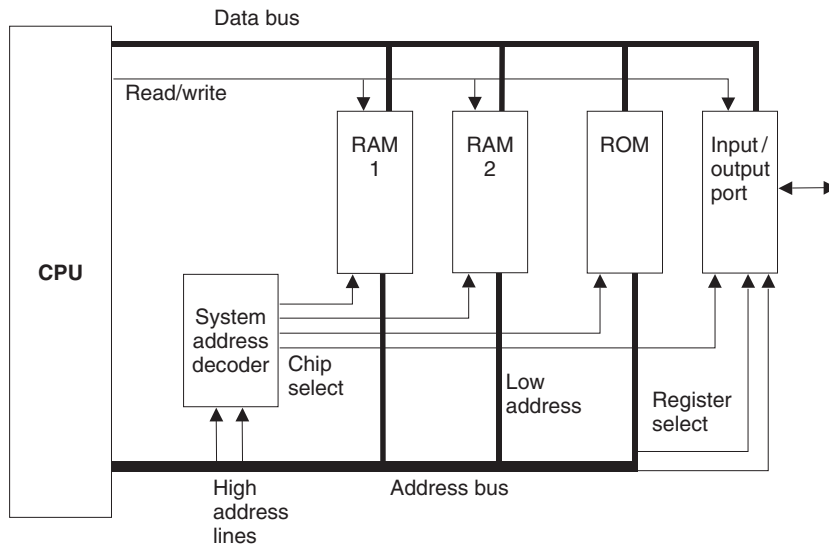 Data bus
Read/write
RAM
1
RAM
2
ROM
Input /
output
port
CPU
System
address
decoder
Chip
select
Low
address
Register
select
High
address
lines
Address bus